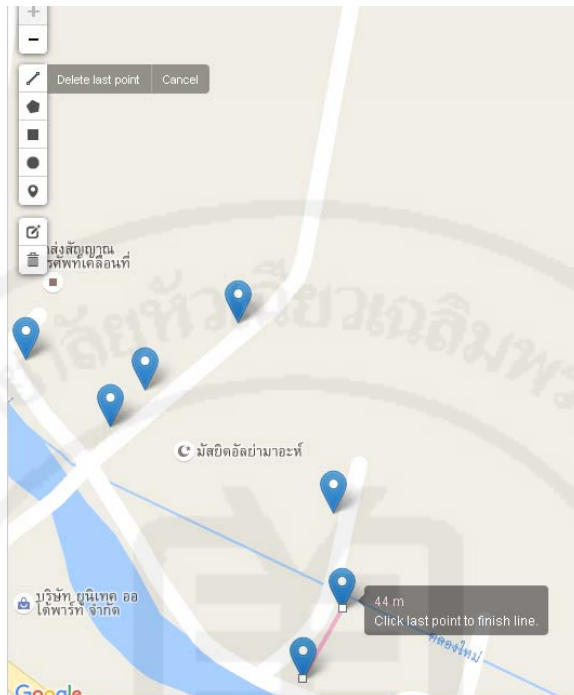 Delete last point Cancel
ส่งสัญญาณ
รศัพท์เคลื่อนที่
มัสยิดอัลย่ามาอะห์
บริษัท ยูนิเทค ออ
โต้พาร์ท จำกัด
44 m
Click last point to finish line.
คลองใหม่
Google